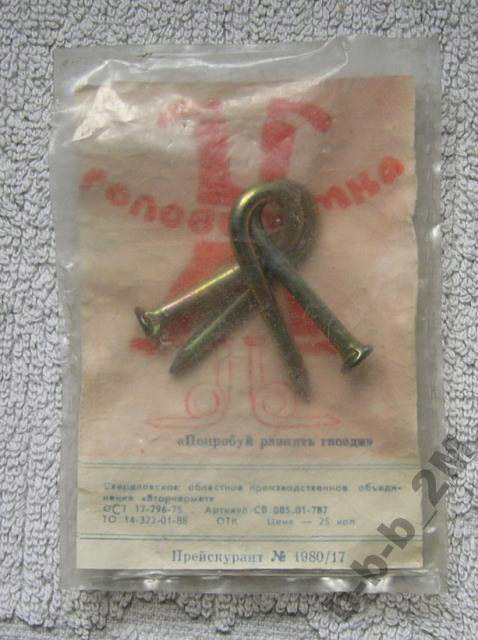 головоломка
«Попробуй разнять гвозди»
Свердловское областное производственное объеди-
нение «Вторчермет»
ОСТ 17-296-75 Артикул СВ 085.01-787
ТО 14-322-01-88 ОТК Цена — 25 коп
Прейскурант № 1980/17